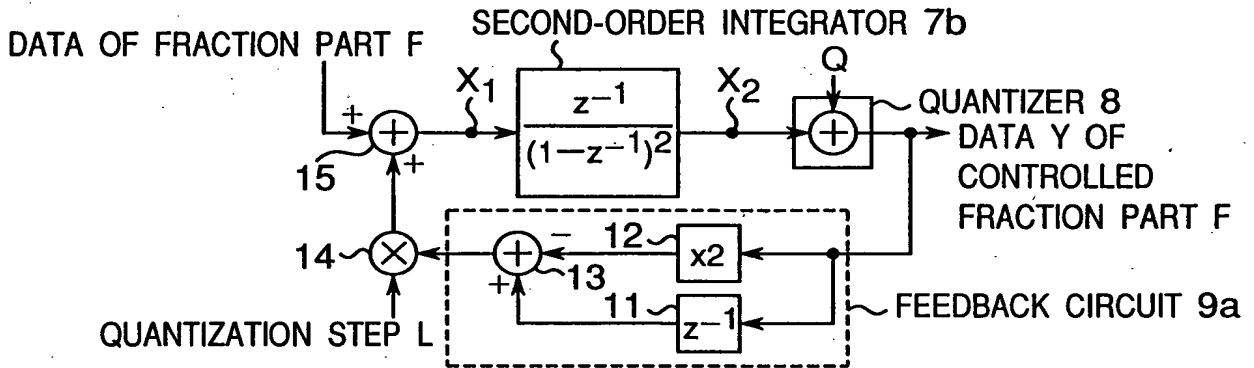 SECOND-ORDER INTEGRATOR 7b
DATA OF FRACTION PART F
X1
X2
Q
QUANTIZER 8
+
+
15
+
z−1
(1−z−1)2
+
DATA Y OF
CONTROLLED
FRACTION PART F
14
×
+
−
+
13
12
x2
11
z−1
FEEDBACK CIRCUIT 9a
QUANTIZATION STEP L